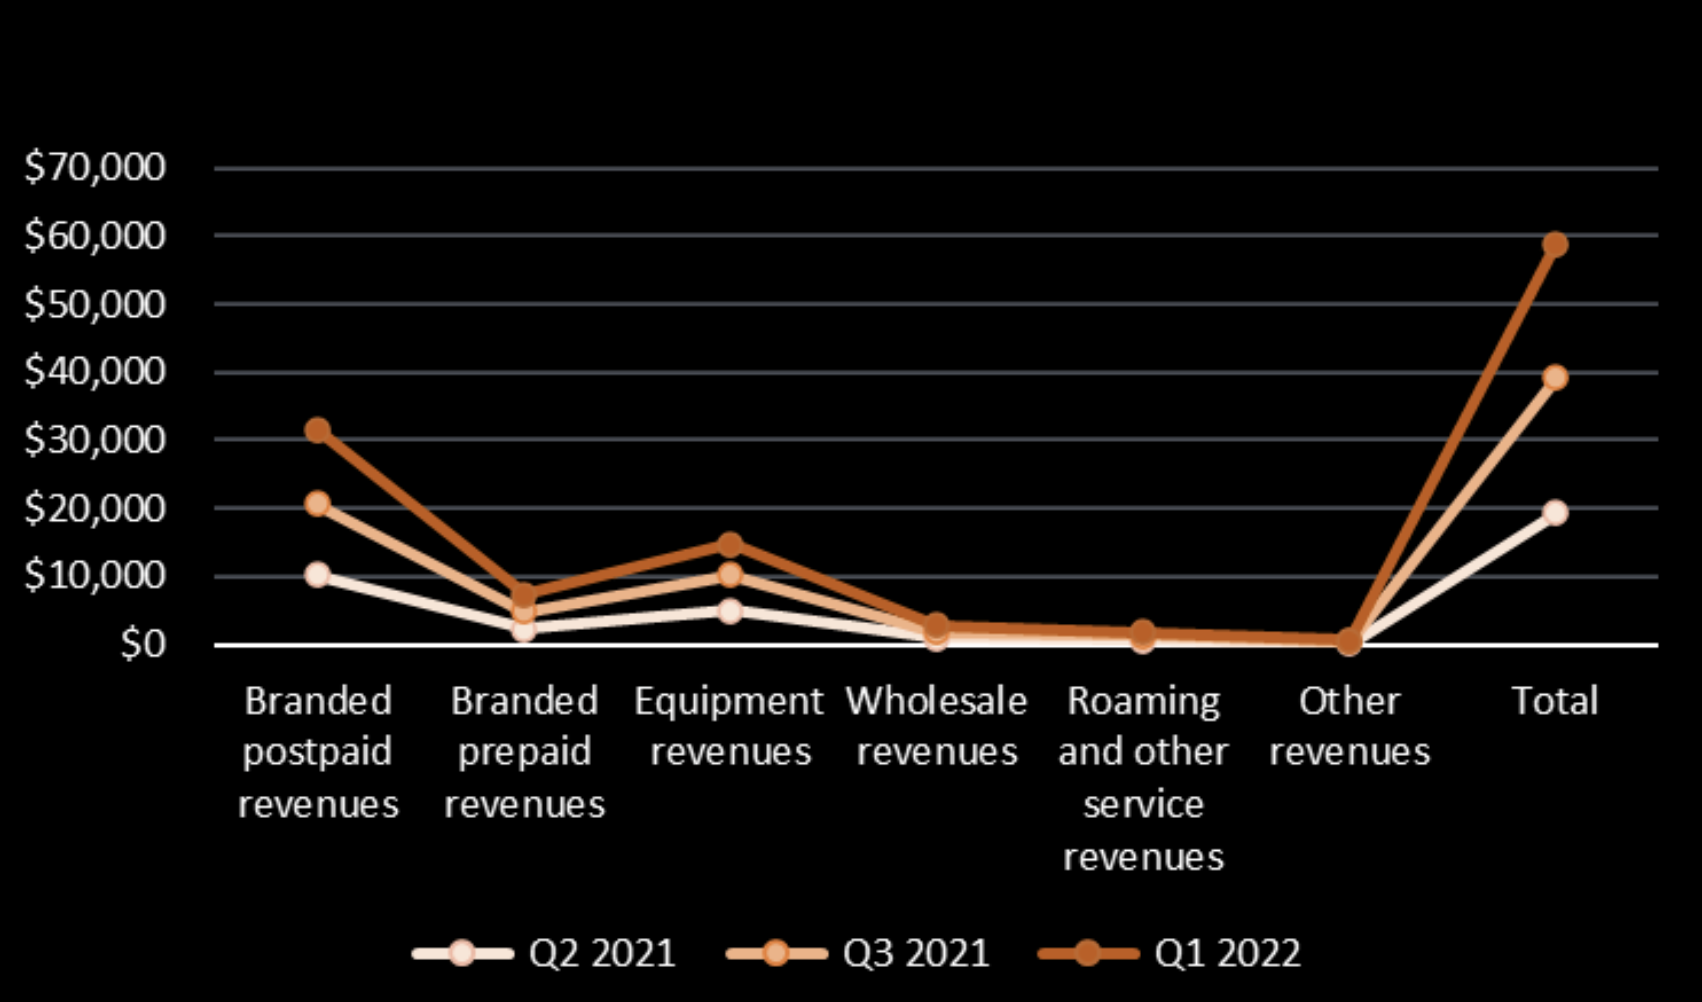 $70,000
$60,000
$50,000
$40,000
$30,000
$20,000
$10,000
$0
Branded postpaid revenues
Branded prepaid revenues
Equipment revenues
Wholesale revenues
Roaming and other service revenues
Other revenues
Total
Q2 2021
Q3 2021
Q1 2022